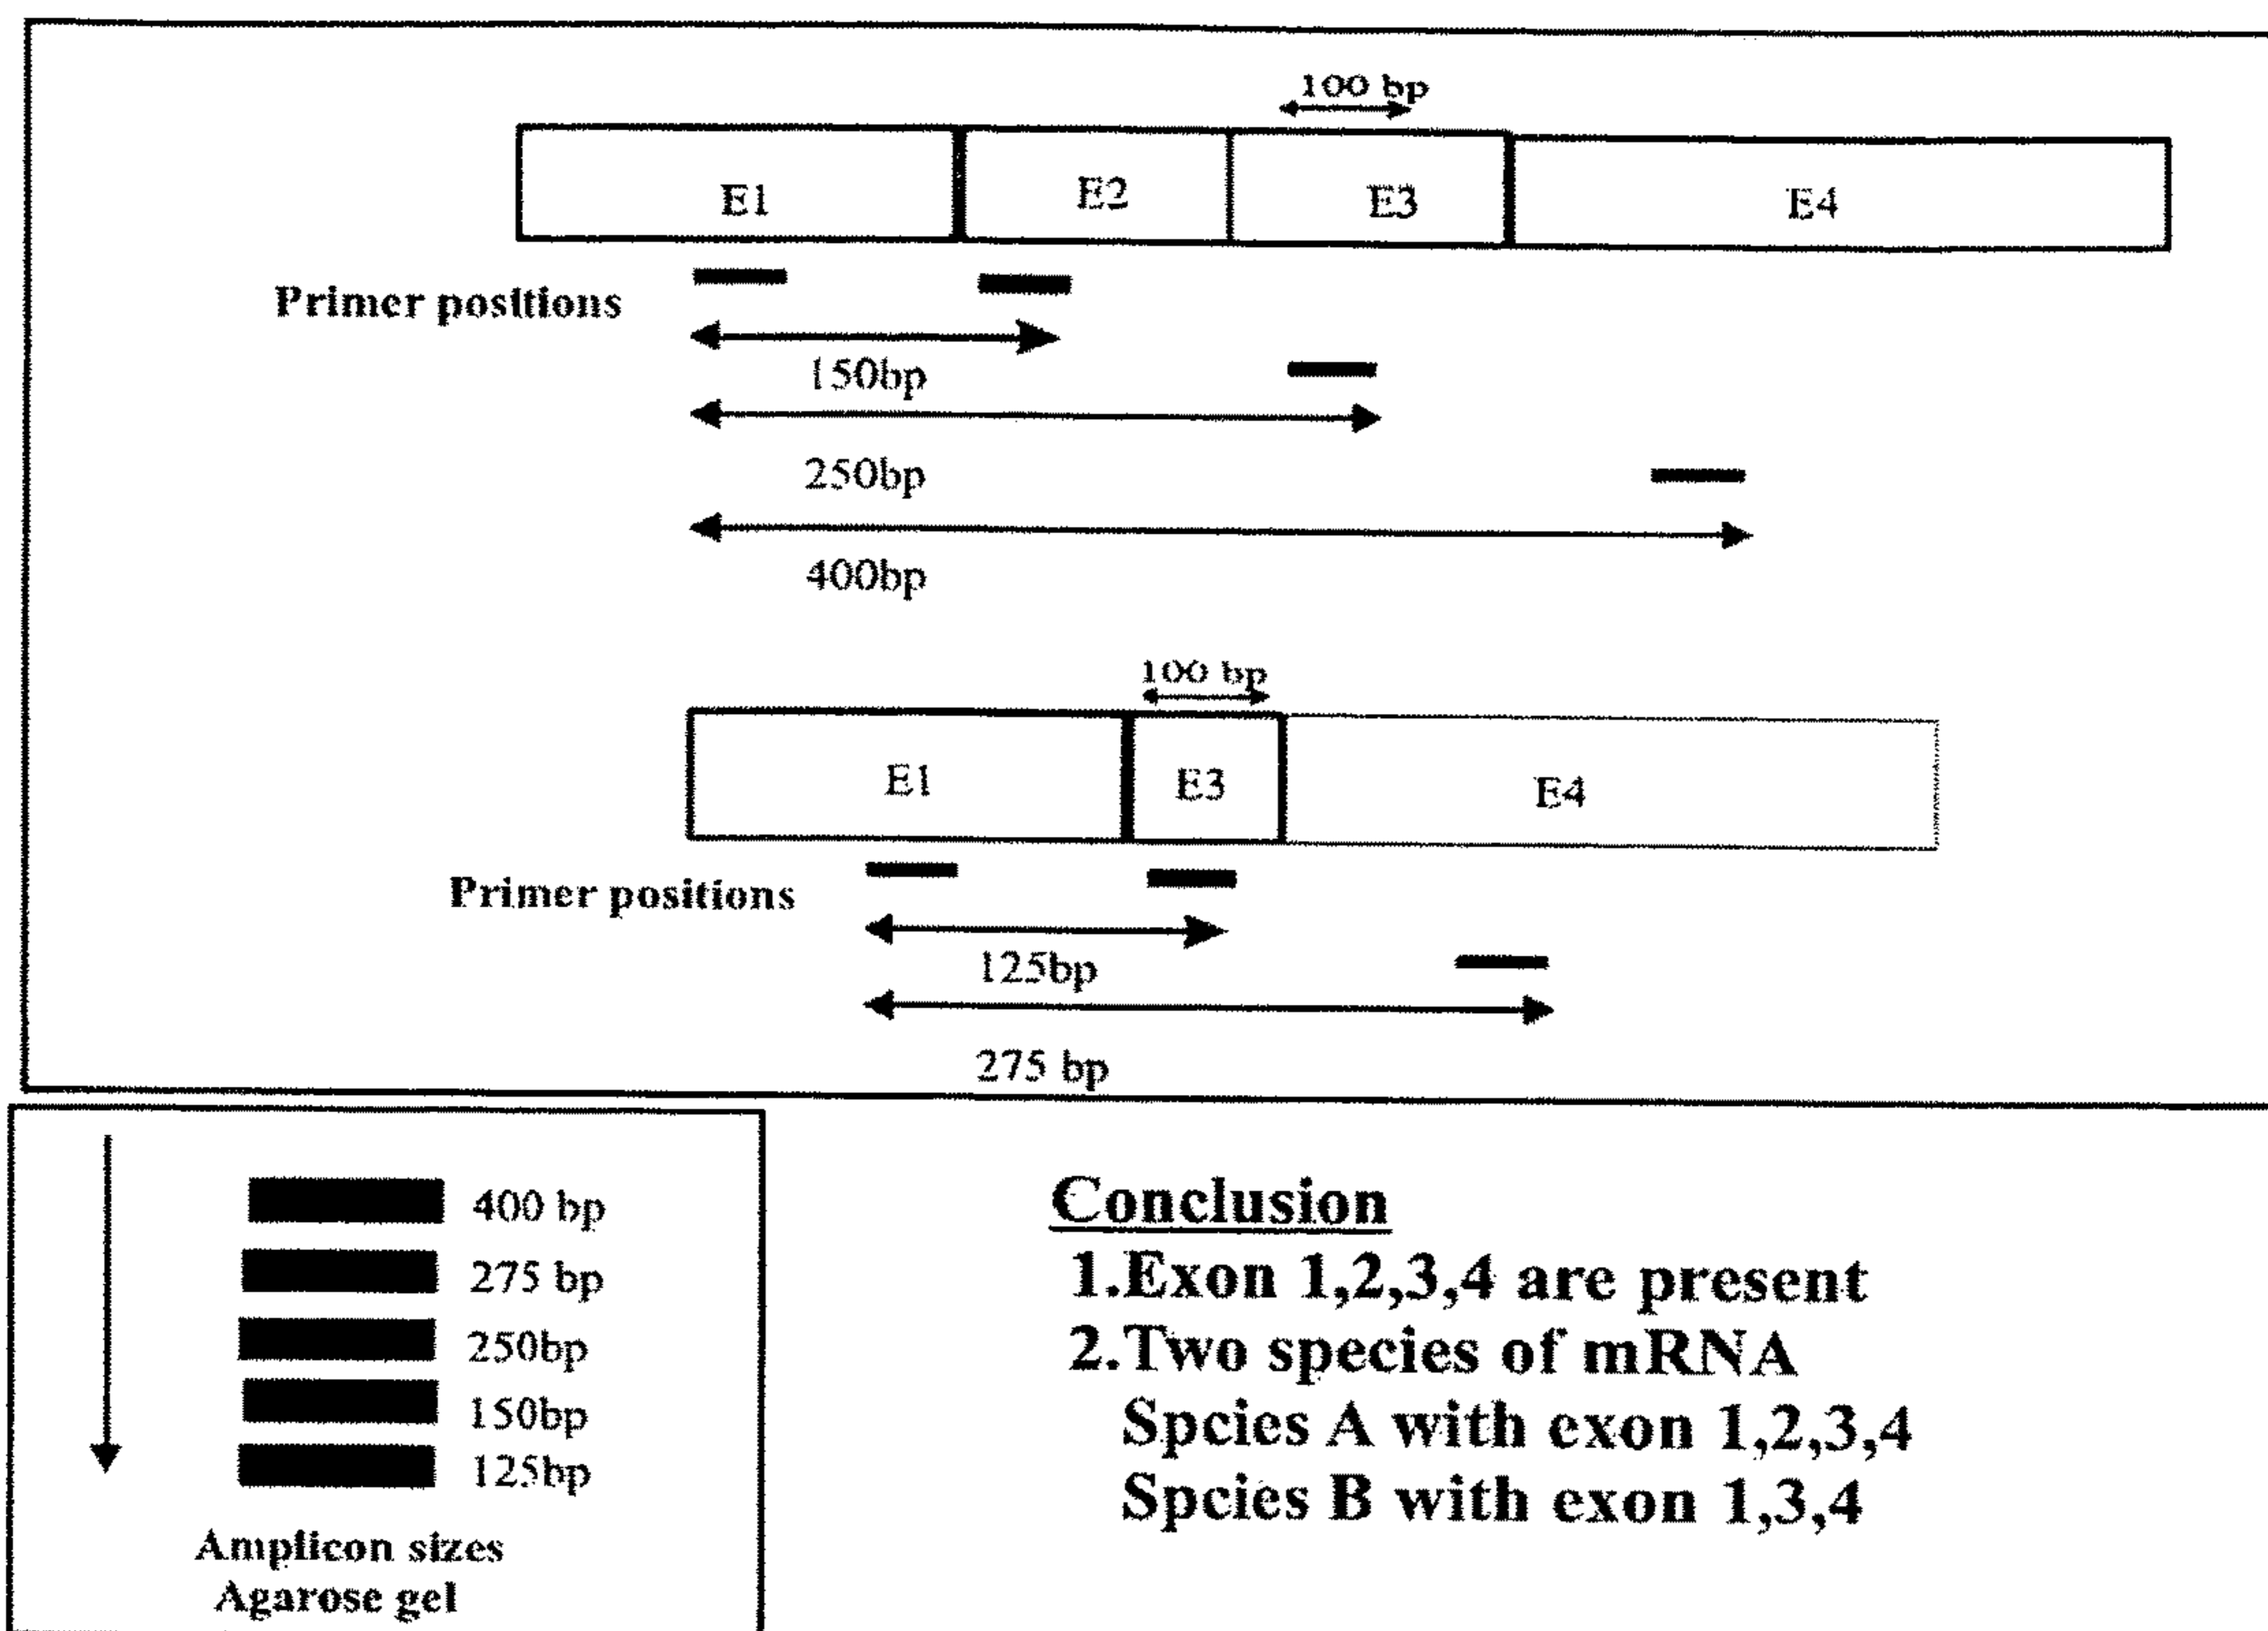 100 bp
E1 E2 E3 E4
Primer positions
150bp
250bp
400bp
100 bp
E1 E3 E4
Primer positions
125bp
275 bp
400 bp
275 bp
250bp
150bp
125bp
Amplicon sizes
Agarose gel
Conclusion
1.Exon 1,2,3,4 are present
2.Two species of mRNA
Spcies A with exon 1,2,3,4
Spcies B with exon 1,3,4